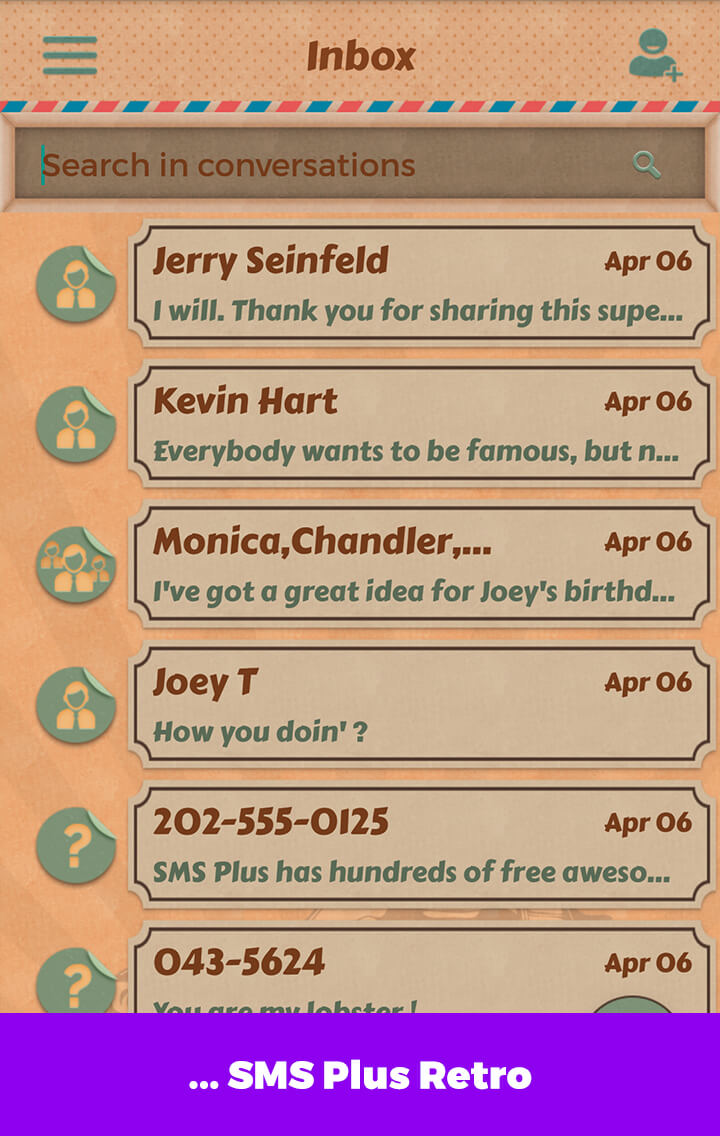 Inbox
Search in conversations
Jerry Seinfeld
Apr 06
I will. Thank you for sharing this supe...
Kevin Hart
Apr 06
Everybody wants to be famous, but n...
Monica,Chandler,...
Apr 06
I've got a great idea for Joey's birthd...
Joey T
Apr 06
How you doin' ?
202-555-0125
Apr 06
SMS Plus has hundreds of free aweso...
043-5624
Apr 06
You are my lobster !
... SMS Plus Retro